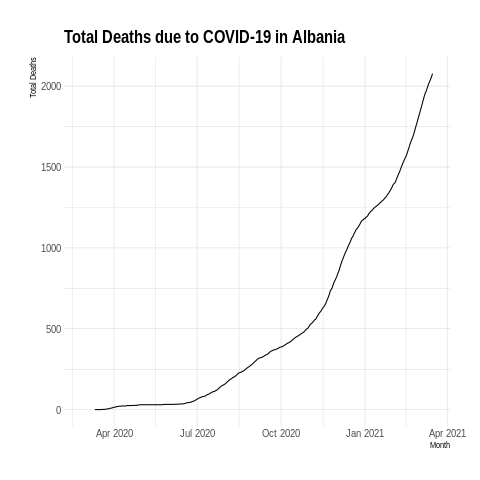 Total Deaths due to COVID-19 in Albania
Total Deaths
2000
1500
1000
500
0
Apr 2020 Jul 2020 Oct 2020 Jan 2021 Apr 2021
Month